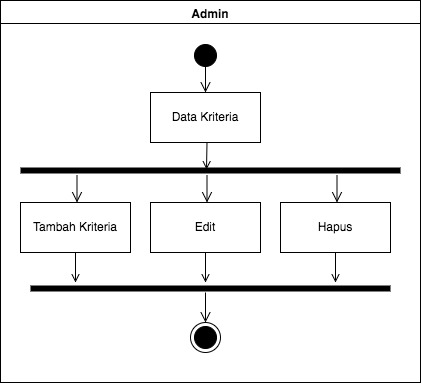 Admin
Data Kriteria
Tambah Kriteria
Edit
Hapus